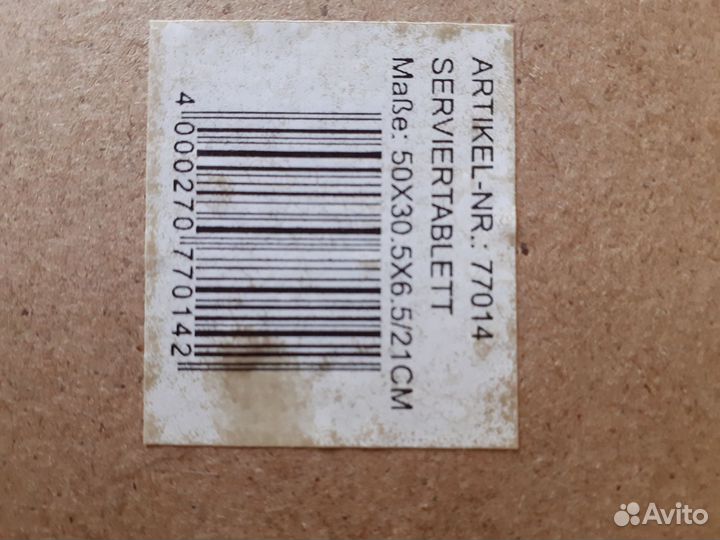 ARTIKEL-NR.: 77014
SERVIERTABLETT
Maße: 50X30.5X6.5/21CM
4 000270 770142
Avito